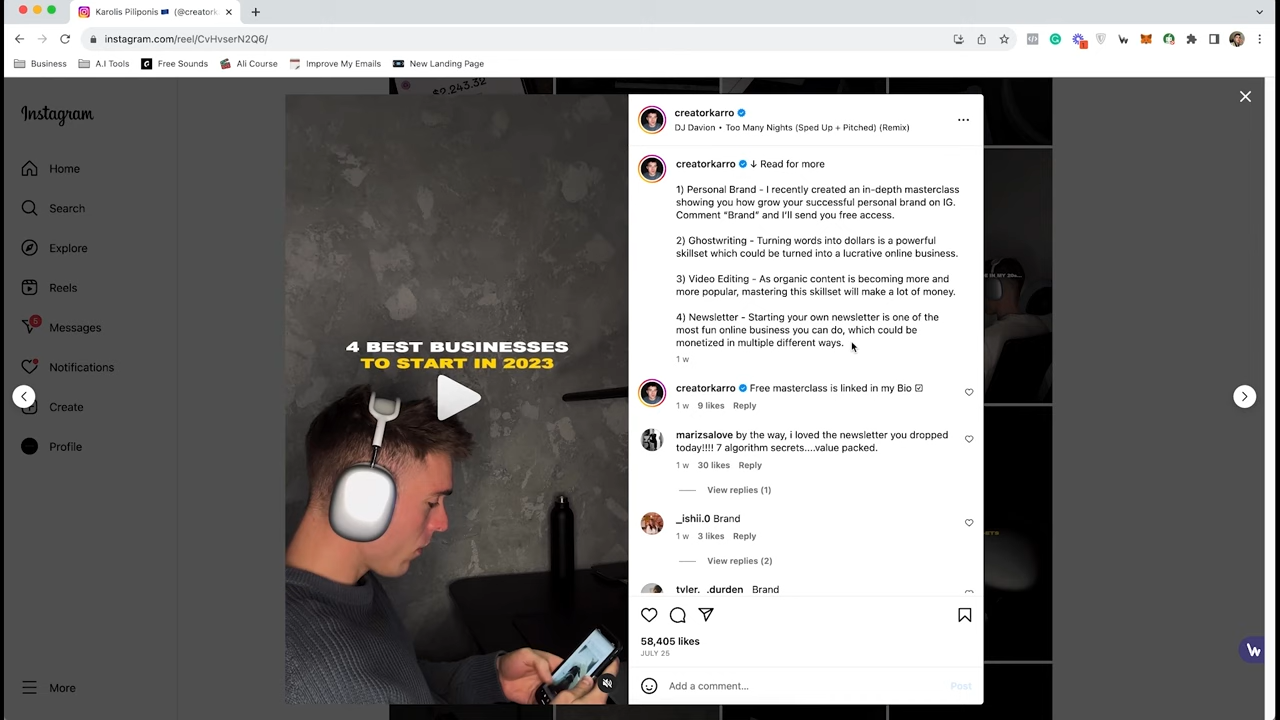 Karolis Piliponis 🇪🇺 (@creatork
instagram.com/reel/CvHvserN2Q6/
Business
A.I Tools
Free Sounds
Ali Course
Improve My Emails
New Landing Page
Instagram
Home
Search
Explore
Reels
5
Messages
Notifications
Create
Profile
More
$2,243.32
4 BEST BUSINESSES
TO START IN 2023
creatorkarro
DJ Davion • Too Many Nights (Sped Up + Pitched) (Remix)
creatorkarro ↓ Read for more
1) Personal Brand - I recently created an in-depth masterclass
showing you how grow your successful personal brand on IG.
Comment “Brand” and I’ll send you free access.
2) Ghostwriting - Turning words into dollars is a powerful
skillset which could be turned into a lucrative online business.
3) Video Editing - As organic content is becoming more and
more popular, mastering this skillset will make a lot of money.
4) Newsletter - Starting your own newsletter is one of the
most fun online business you can do, which could be
monetized in multiple different ways.
1 w
creatorkarro Free masterclass is linked in my Bio ☑
1 w 9 likes Reply
marizsalove by the way, i loved the newsletter you dropped
today!!!! 7 algorithm secrets....value packed.
1 w 30 likes Reply
View replies (1)
_ishii.0 Brand
1 w 3 likes Reply
View replies (2)
tyler._.durden Brand
58,405 likes
JULY 25
Add a comment...
Post